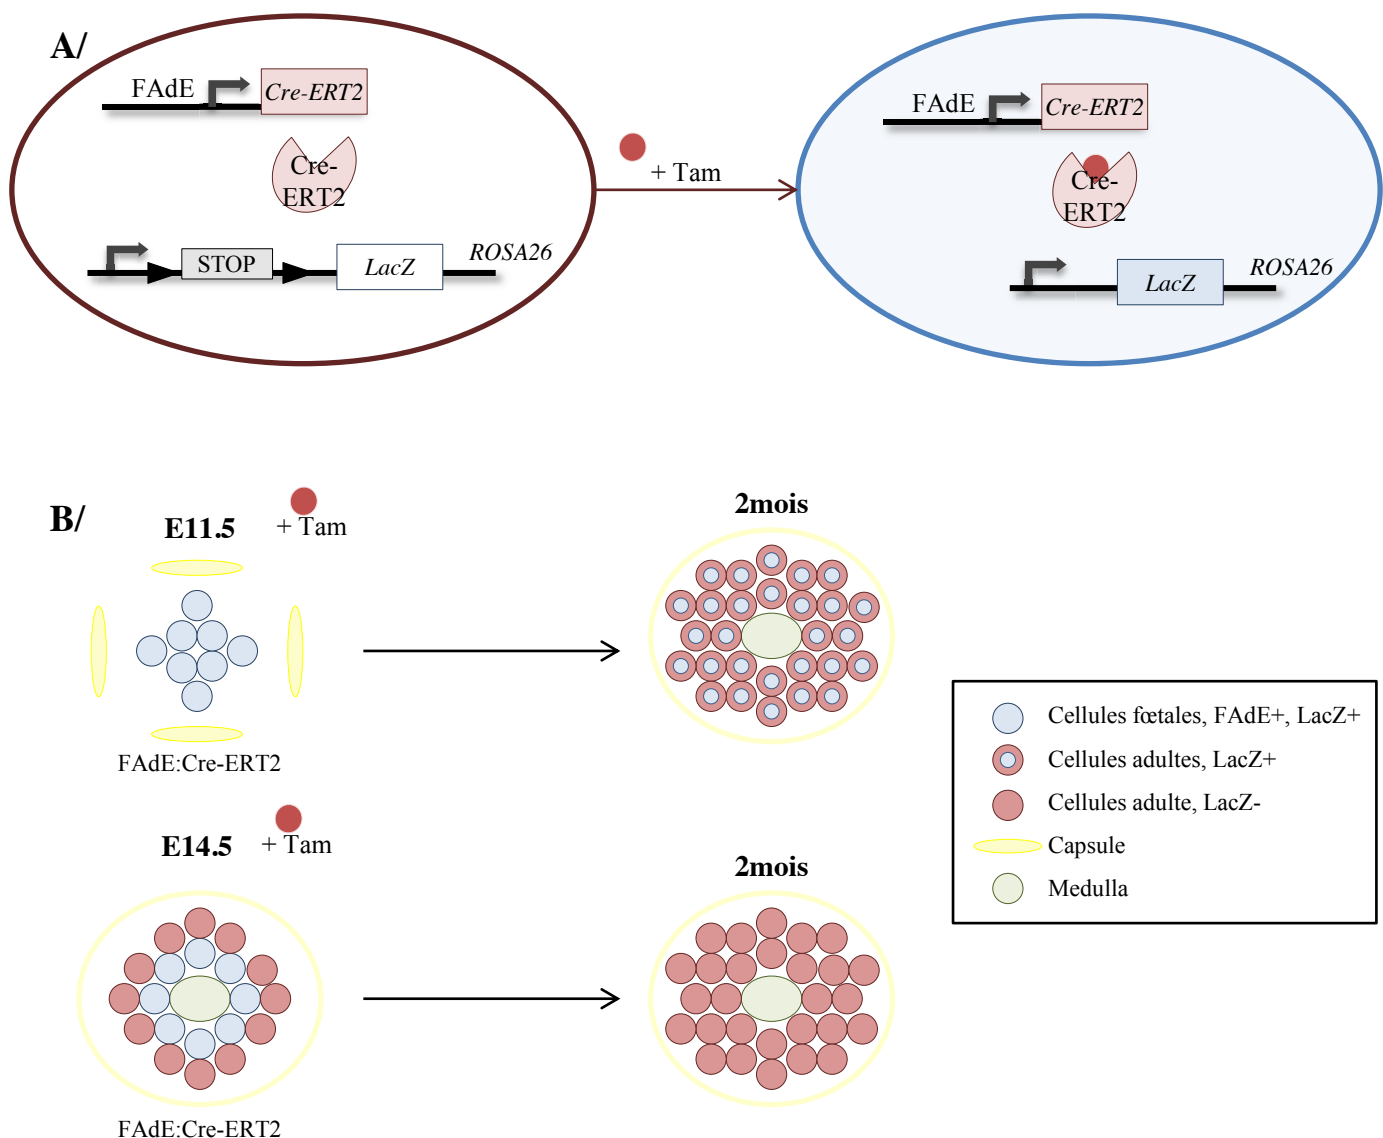 A/
FAdE
Cre-ERT2
Cre-
ERT2
STOP
LacZ
ROSA26
+ Tam
FAdE
Cre-ERT2
Cre-
ERT2
LacZ
ROSA26
B/
E11.5
+ Tam
2mois
FAdE:Cre-ERT2
E14.5
+ Tam
2mois
FAdE:Cre-ERT2
Cellules fœtales, FAdE+, LacZ+
Cellules adultes, LacZ+
Cellules adulte, LacZ-
Capsule
Medulla